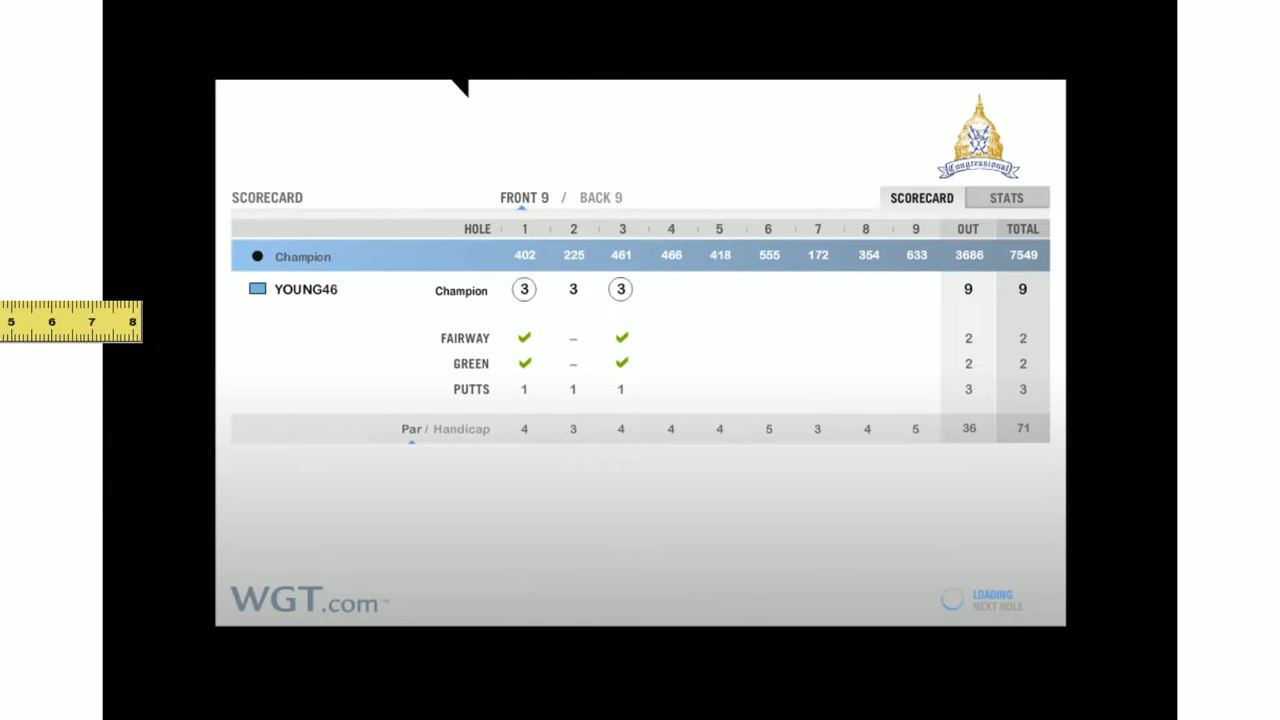 Congressional
SCORECARD FRONT 9 / BACK 9 SCORECARD STATS
HOLE 1 2 3 4 5 6 7 8 9 OUT TOTAL
Champion 402 225 461 466 418 555 172 354 633 3686 7549
YOUNG46 Champion 3 3 3 9 9
5 6 7 8
FAIRWAY ✔ – ✔ 2 2
GREEN ✔ – ✔ 2 2
PUTTS 1 1 1 3 3
Par / Handicap 4 3 4 4 4 5 3 4 5 36 71
WGT.com™
LOADING
NEXT HOLE